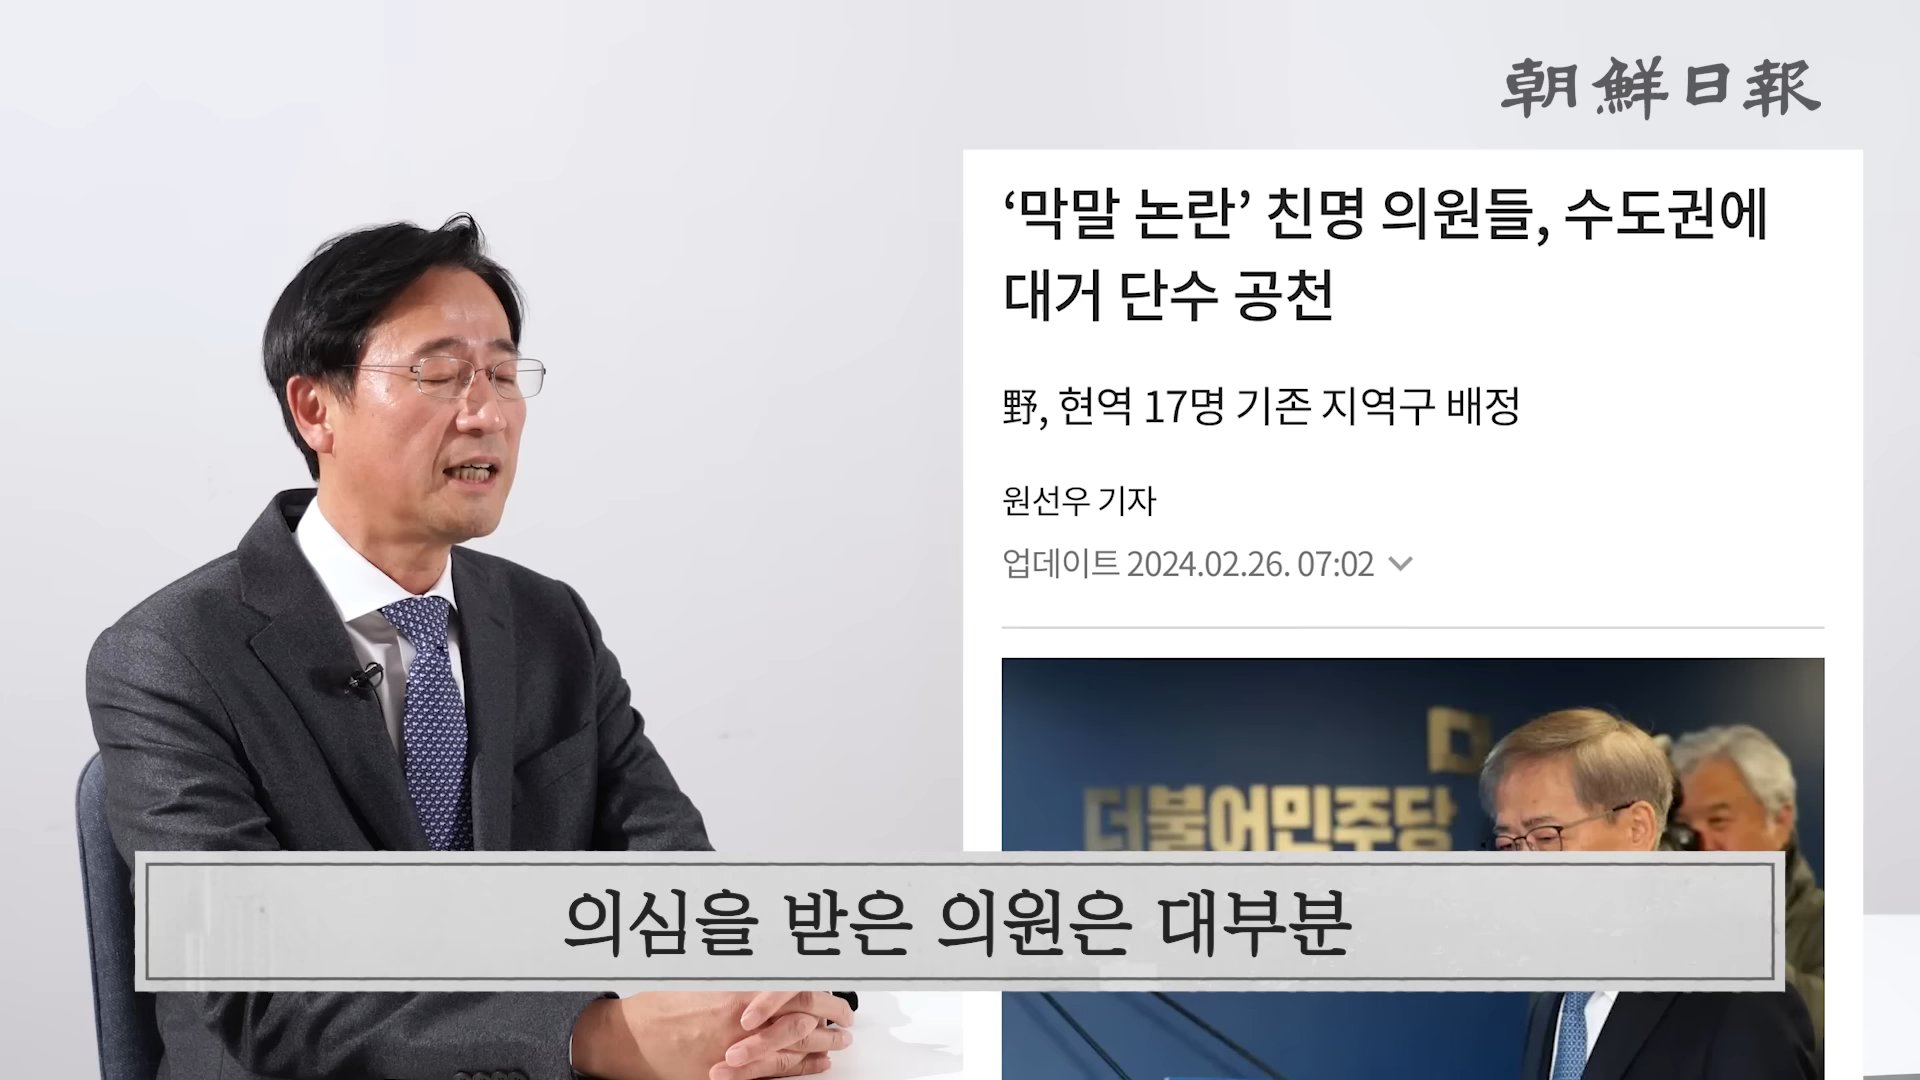 朝鮮日報
‘막말 논란’ 친명 의원들, 수도권에
대거 단수 공천
野, 현역 17명 기존 지역구 배정
원선우 기자
업데이트 2024.02.26. 07:02
더불어민주당
의심을 받은 의원은 대부분